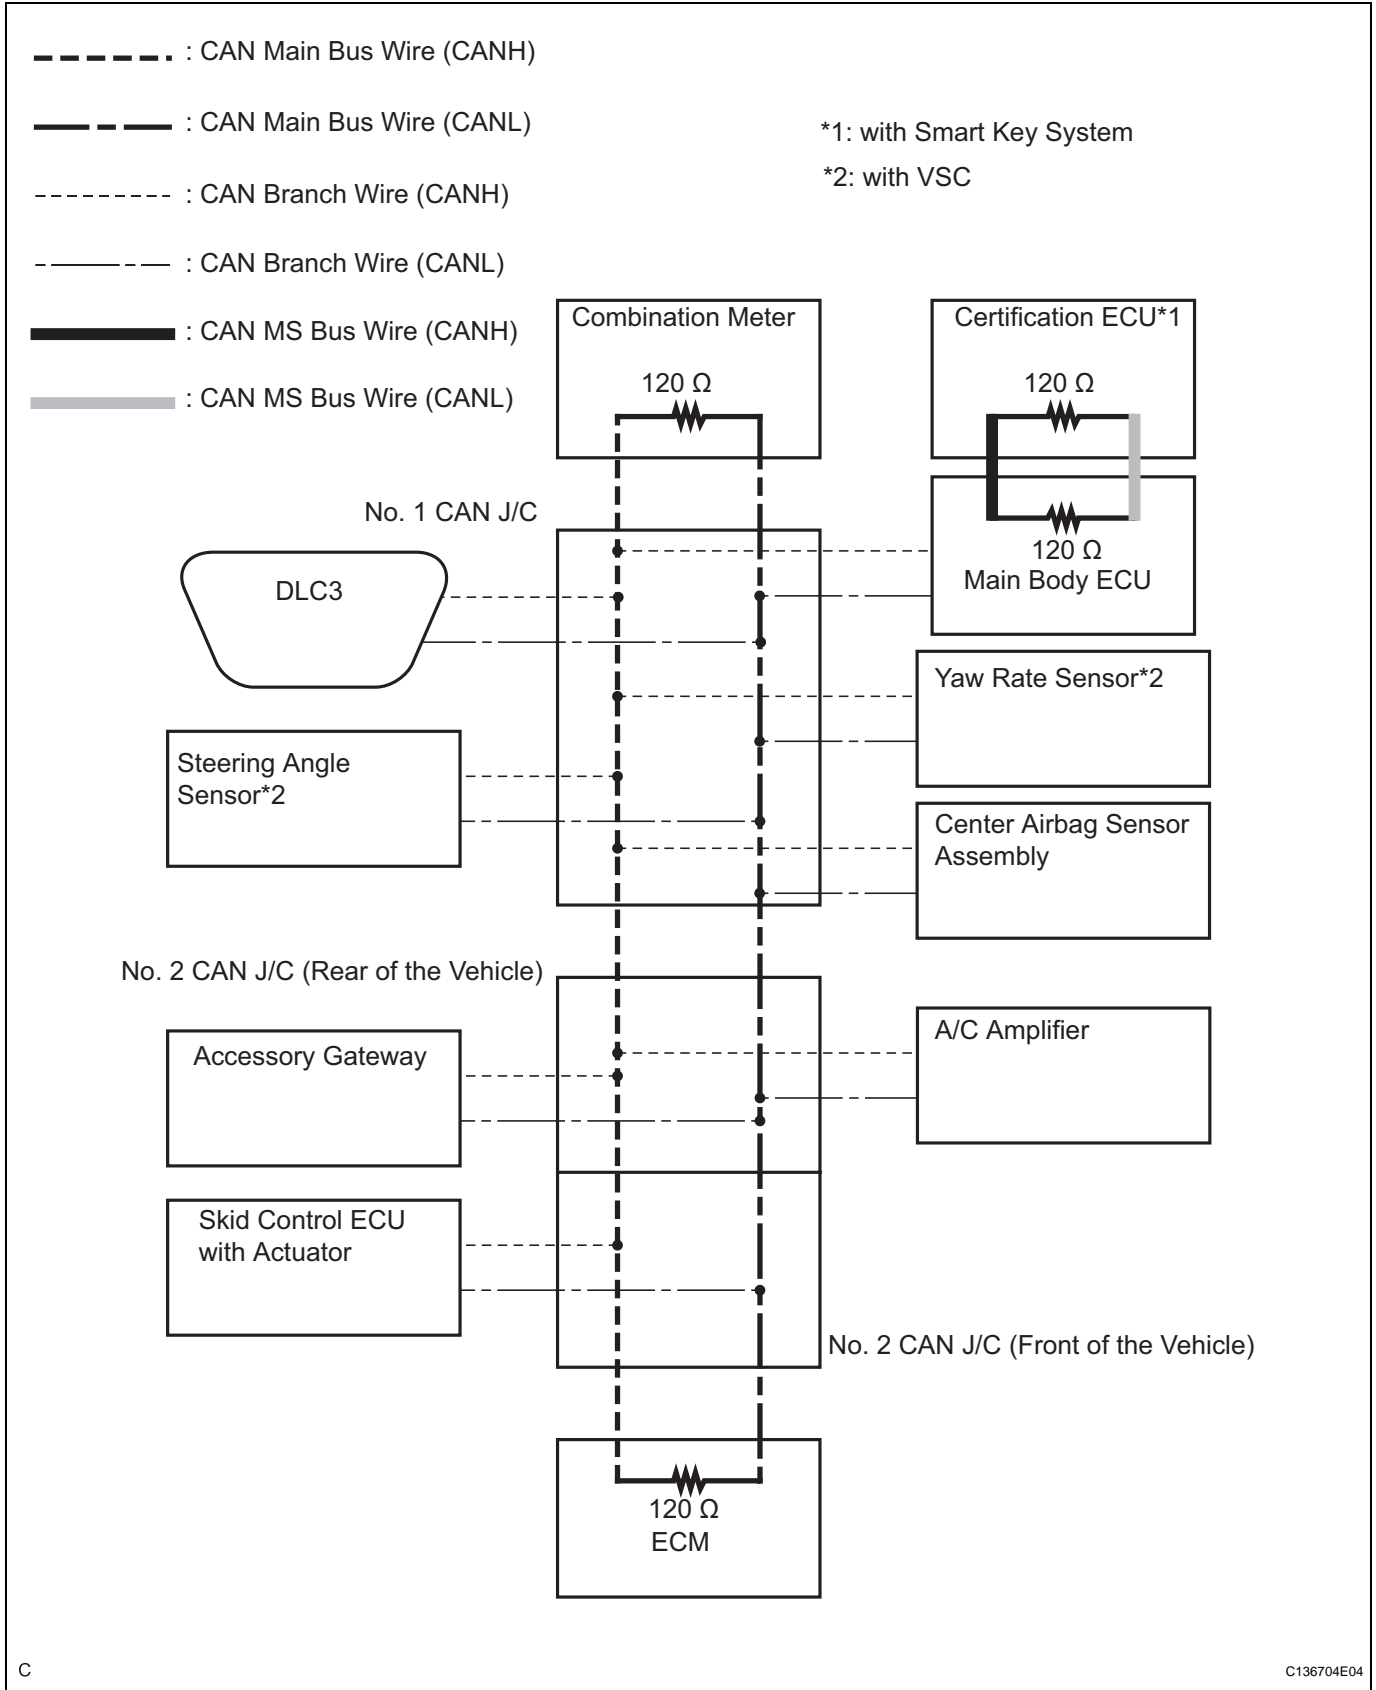 : CAN Main Bus Wire (CANH)
: CAN Main Bus Wire (CANL)
*1: with Smart Key System
*2: with VSC
: CAN Branch Wire (CANH)
: CAN Branch Wire (CANL)
: CAN MS Bus Wire (CANH)
: CAN MS Bus Wire (CANL)
Combination Meter
120 Ω
Certification ECU*1
120 Ω
No. 1 CAN J/C
120 Ω
Main Body ECU
DLC3
Yaw Rate Sensor*2
Steering Angle
Sensor*2
Center Airbag Sensor
Assembly
No. 2 CAN J/C (Rear of the Vehicle)
A/C Amplifier
Accessory Gateway
Skid Control ECU
with Actuator
No. 2 CAN J/C (Front of the Vehicle)
120 Ω
ECM
C
C136704E04